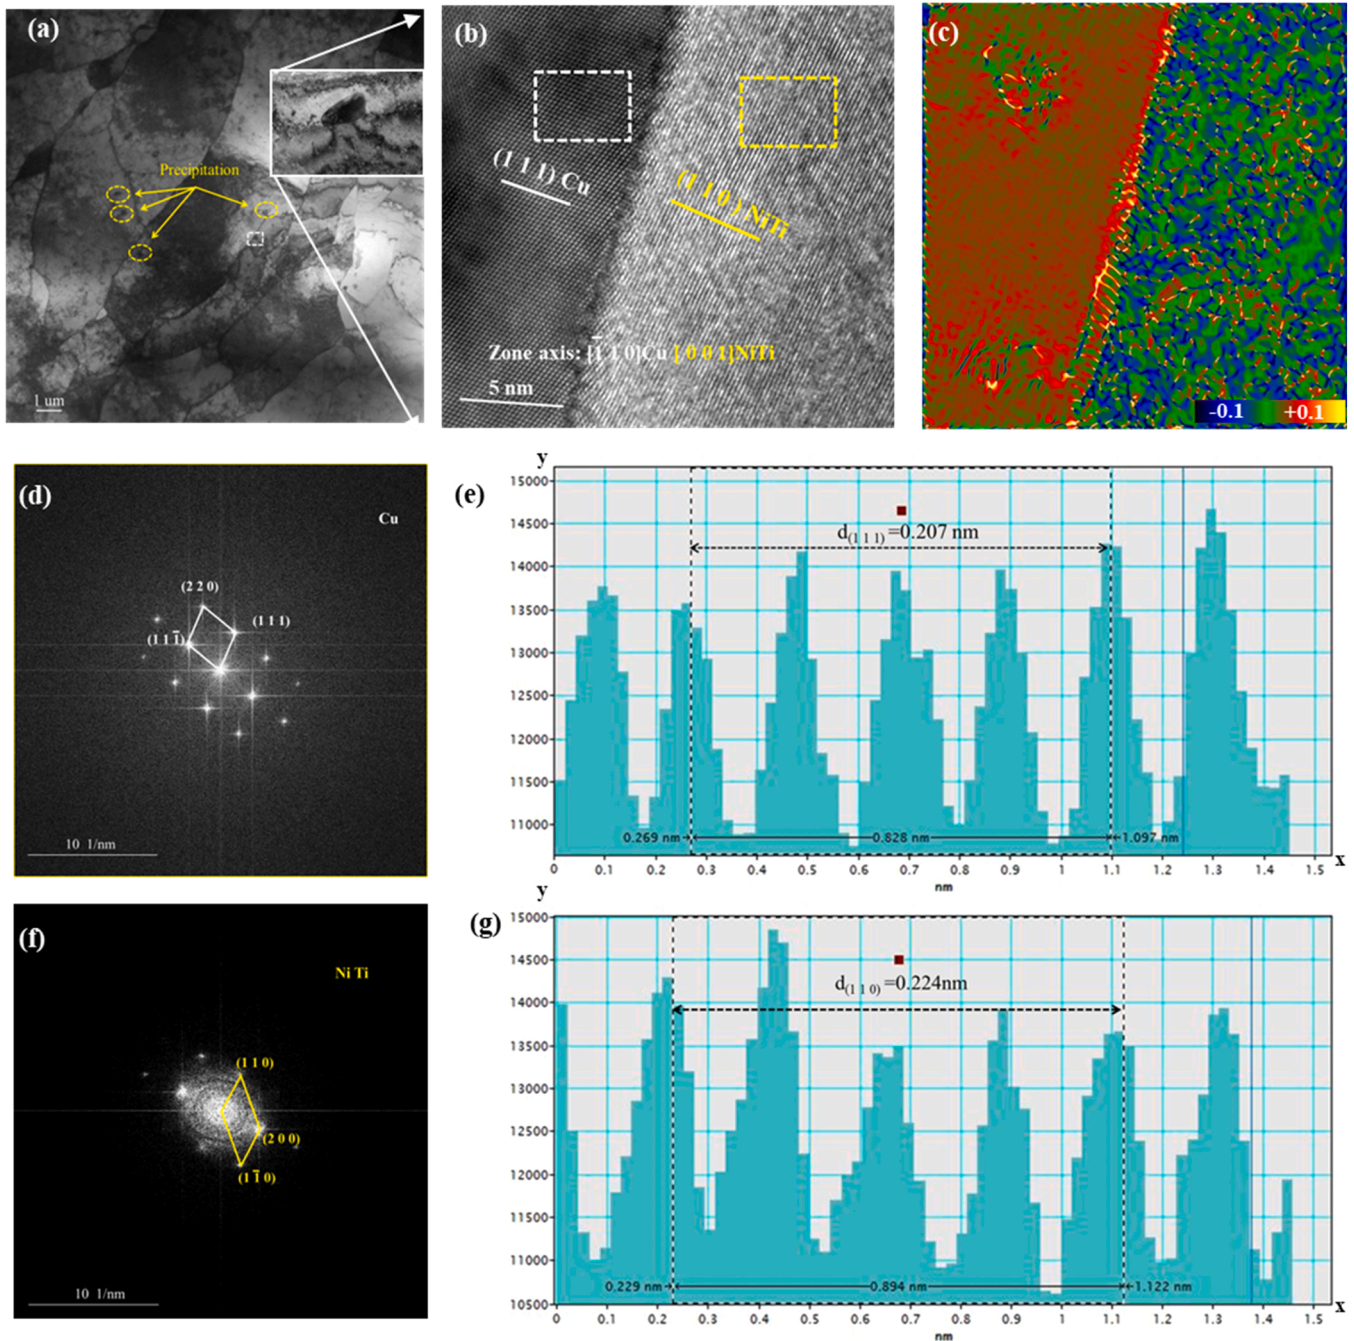 (a)
Precipitation
1 um
(b)
(1 1 1) Cu
(1 1 0) NiTi
Zone axis: [1̅ 1 0]Cu [0 0 1]NiTi
5 nm
(c)
-0.1 +0.1
(d)
Cu
(2 2 0)
(1 1 1)
(1 1 1̅)
10 1/nm
(e)
y
15000
14500
14000
13500
13000
12500
12000
11500
11000
d(1 1 1) =0.207 nm
0.269 nm 0.828 nm 1.097 nm
0 0.1 0.2 0.3 0.4 0.5 0.6 0.7 0.8 0.9 1 1.1 1.2 1.3 1.4 1.5
x
nm
(f)
Ni Ti
(1 1 0)
(2 0 0)
(1 1̅ 0)
10 1/nm
(g)
y
15000
14500
14000
13500
13000
12500
12000
11500
11000
10500
d(1 1 0) =0.224nm
0.229 nm 0.894 nm 1.122 nm
0 0.1 0.2 0.3 0.4 0.5 0.6 0.7 0.8 0.9 1.0 1.1 1.2 1.3 1.4 1.5
x
nm